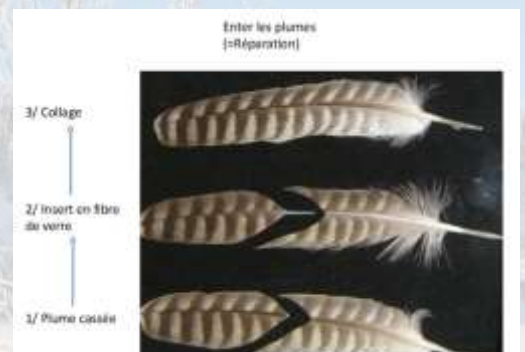 Enter les plumes
(=Réparation)
3/ Collage
2/ Insert en fibre
de verre
1/ Plume cassée